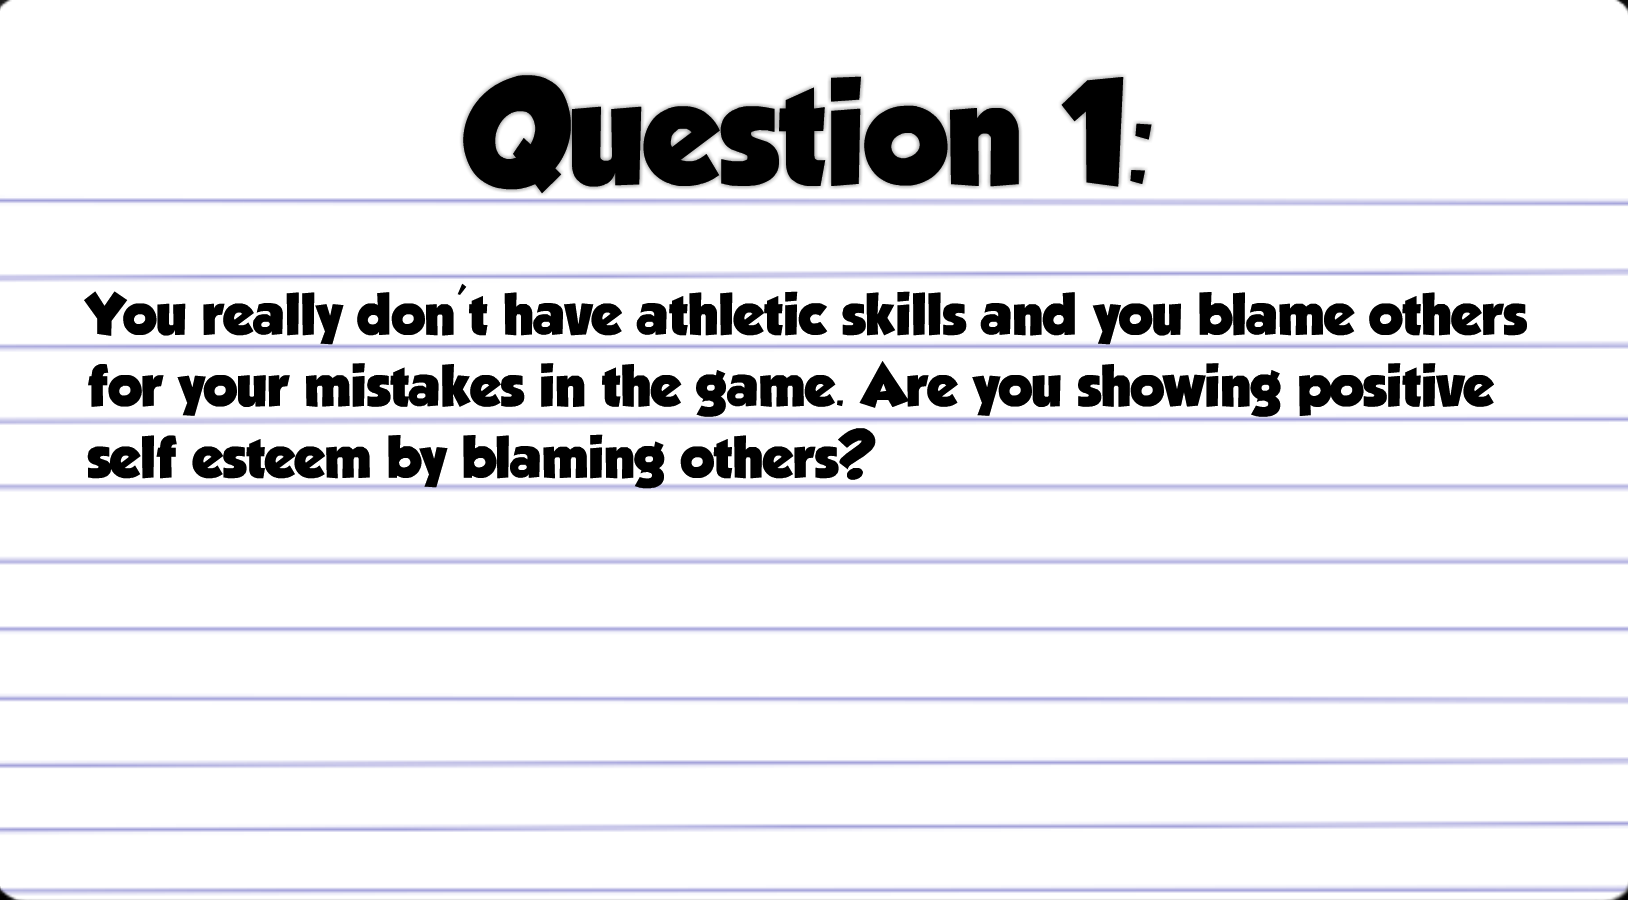 Question 1:
You really don't have athletic skills and you blame others
for your mistakes in the game. Are you showing positive
self esteem by blaming others?